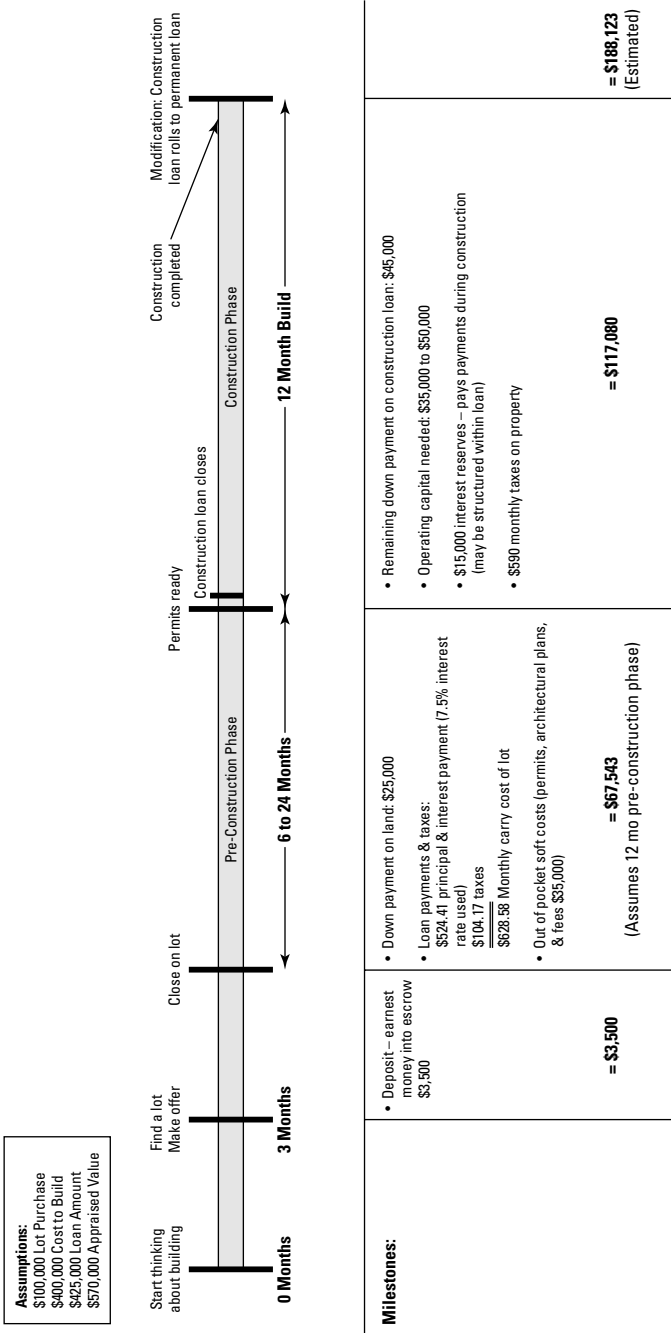 Assumptions:
$100,000 Lot Purchase
$400,000 Cost to Build
$425,000 Loan Amount
$570,000 Appraised Value
Start thinking
about building
Find a lot
Make offer
Close on lot
Permits ready
Construction loan closes
Construction
completed
Modification: Construction
loan rolls to permanent loan
Pre-Construction Phase
Construction Phase
0 Months
3 Months
6 to 24 Months
12 Month Build
Milestones:
• Deposit – earnest
money into escrow
$3,500
= $3,500
• Down payment on land: $25,000
• Loan payments & taxes:
$524.41 principal & interest payment (7.5% interest
rate used)
$104.17 taxes
$628.58 Monthly carry cost of lot
• Out of pocket soft costs (permits, architectural plans,
& fees $35,000)
= $67,543
(Assumes 12 mo pre-construction phase)
• Remaining down payment on construction loan: $45,000
• Operating capital needed: $35,000 to $50,000
• $15,000 interest reserves – pays payments during construction
(may be structured within loan)
• $590 monthly taxes on property
= $117,080
= $188,123
(Estimated)